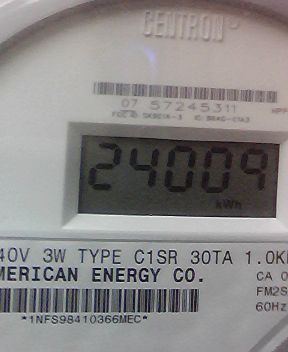 CENTRON
07 57245311
24009
kWh
40V 3W TYPE C1SR 30TA 1.0K
MERICAN ENERGY CO.
CA 0
FM2S
60Hz
*1NFS98410366MEC*